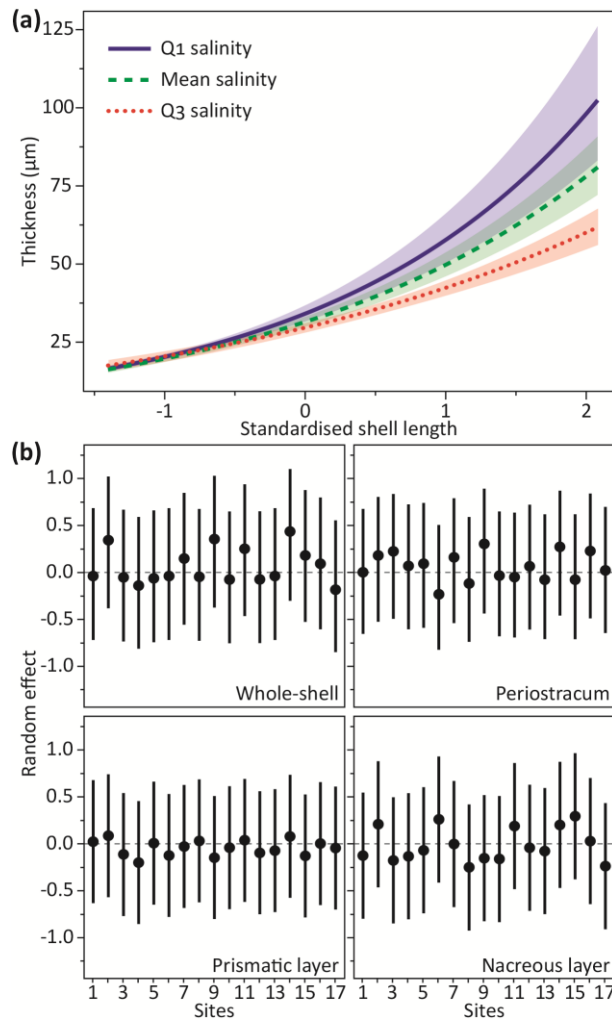 (a)
125
100
75
50
25
Thickness (µm)
Q1 salinity
Mean salinity
Q3 salinity
-1
0
1
2
Standardised shell length
(b)
1.0
0.5
0.0
-0.5
-1.0
Whole-shell
Periostracum
Random effect
1.0
0.5
0.0
-0.5
-1.0
Prismatic layer
Nacreous layer
1 3 5 7 9 11 13 15 17
1 3 5 7 9 11 13 15 17
Sites
Sites